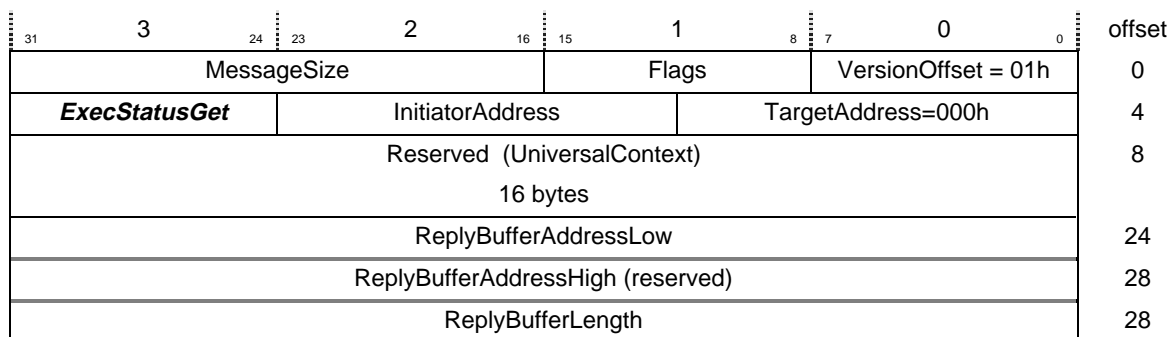 3 2 1 0 offset
31 24 23 16 15 8 7 0
MessageSize Flags VersionOffset = 01h 0
ExecStatusGet InitiatorAddress TargetAddress=000h 4
Reserved (UniversalContext) 8
16 bytes
ReplyBufferAddressLow 24
ReplyBufferAddressHigh (reserved) 28
ReplyBufferLength 28